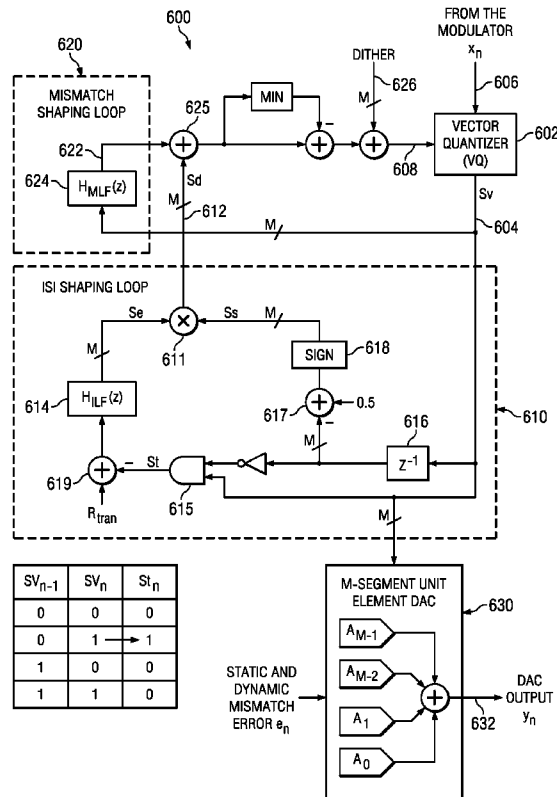 600
FROM THE
MODULATOR
xn
620
MISMATCH
SHAPING LOOP
622
624
HMLF(z)
625
MIN
DITHER
M
626
606
602
VECTOR
QUANTIZER
(VQ)
608
Sd
M
612
Sv
604
M
ISI SHAPING LOOP
Se
Ss
M
611
M
SIGN
618
614
HILF(z)
617
0.5
616
610
M
Z-1
619
St
615
Rtran
M
SVn-1 SVn Stn
0 0 0
0 1 1
1 0 0
1 1 0
M-SEGMENT UNIT
ELEMENT DAC
630
AM-1
AM-2
A1
A0
STATIC AND
DYNAMIC
MISMATCH
ERROR en
632
DAC
OUTPUT
yn